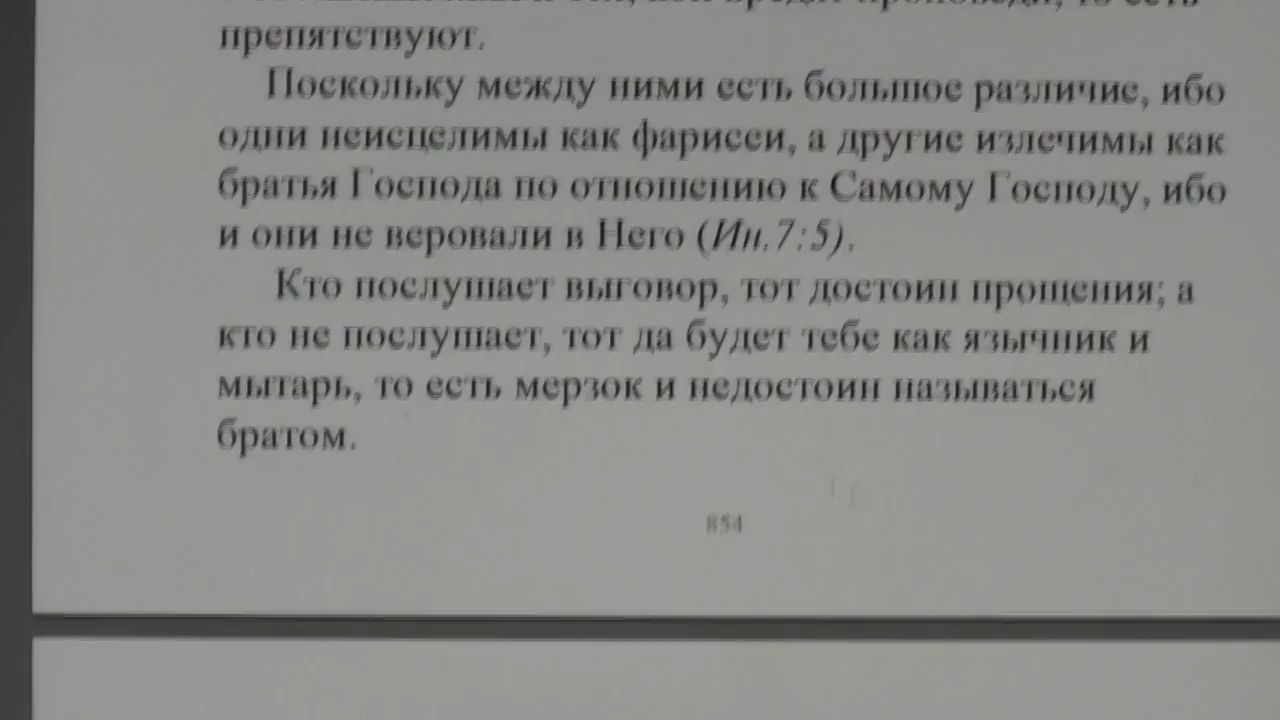 препятствуют.
Поскольку между ними есть большое различие, ибо
одни неисцелимы как фарисеи, а другие излечимы как
братья Господа по отношению к Самому Господу, ибо
и они не веровали в Него (Ин.7:5).
Кто послушает выговор, тот достоин прощения; а
кто не послушает, тот да будет тебе как язычник и
мытарь, то есть мерзок и недостоин называться
братом.
854